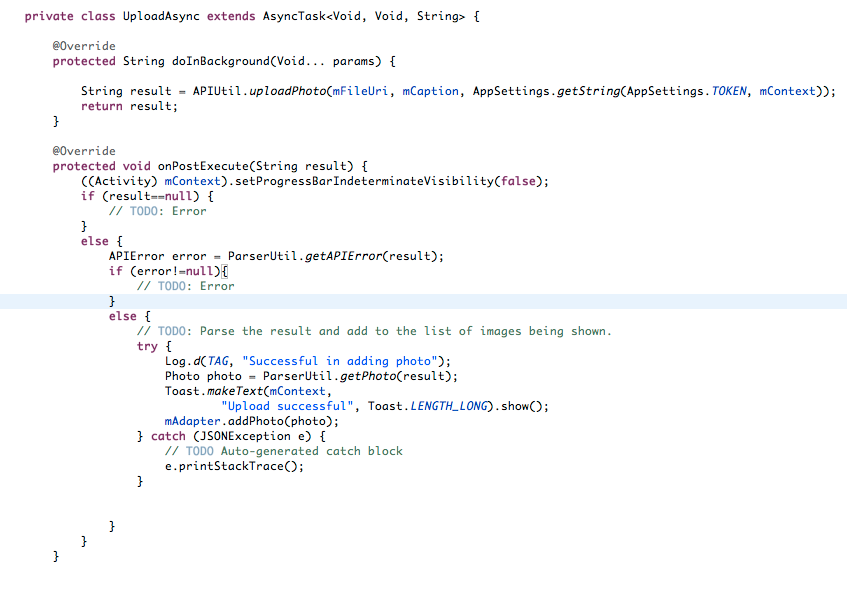 private class UploadAsync extends AsyncTask<Void, Void, String> {
@Override
protected String doInBackground(Void... params) {
String result = APIUtil.uploadPhoto(mFileUri, mCaption, AppSettings.getString(AppSettings.TOKEN, mContext));
return result;
}
@Override
protected void onPostExecute(String result) {
((Activity) mContext).setProgressBarIndeterminateVisibility(false);
if (result==null) {
// TODO: Error
}
else {
APIError error = ParserUtil.getAPIError(result);
if (error!=null){
// TODO: Error
}
else {
// TODO: Parse the result and add to the list of images being shown.
try {
Log.d(TAG, "Successful in adding photo");
Photo photo = ParserUtil.getPhoto(result);
Toast.makeText(mContext,
"Upload successful", Toast.LENGTH_LONG).show();
mAdapter.addPhoto(photo);
} catch (JSONException e) {
// TODO Auto-generated catch block
e.printStackTrace();
}
}
}
}